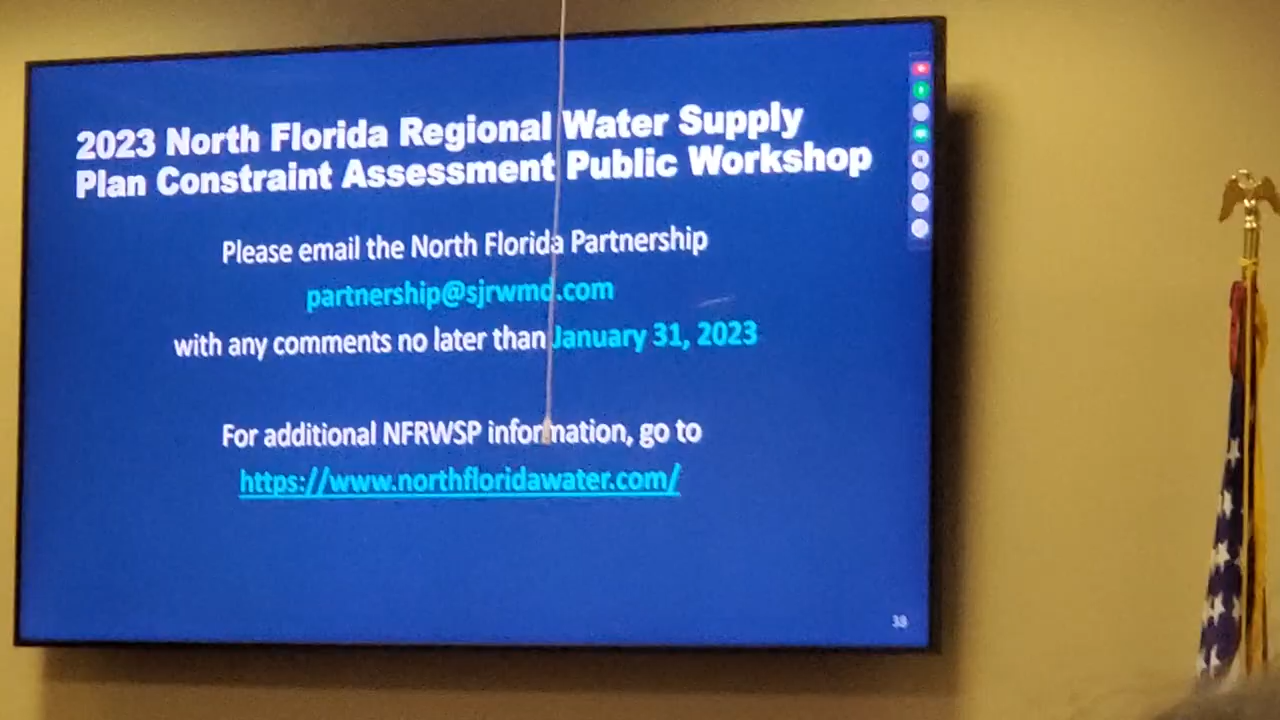 2023 North Florida Regional Water Supply
Plan Constraint Assessment Public Workshop
Please email the North Florida Partnership
partnership@sjrwmd.com
with any comments no later than January 31, 2023
For additional NFRWSP information, go to
https://www.northfloridawater.com/
38